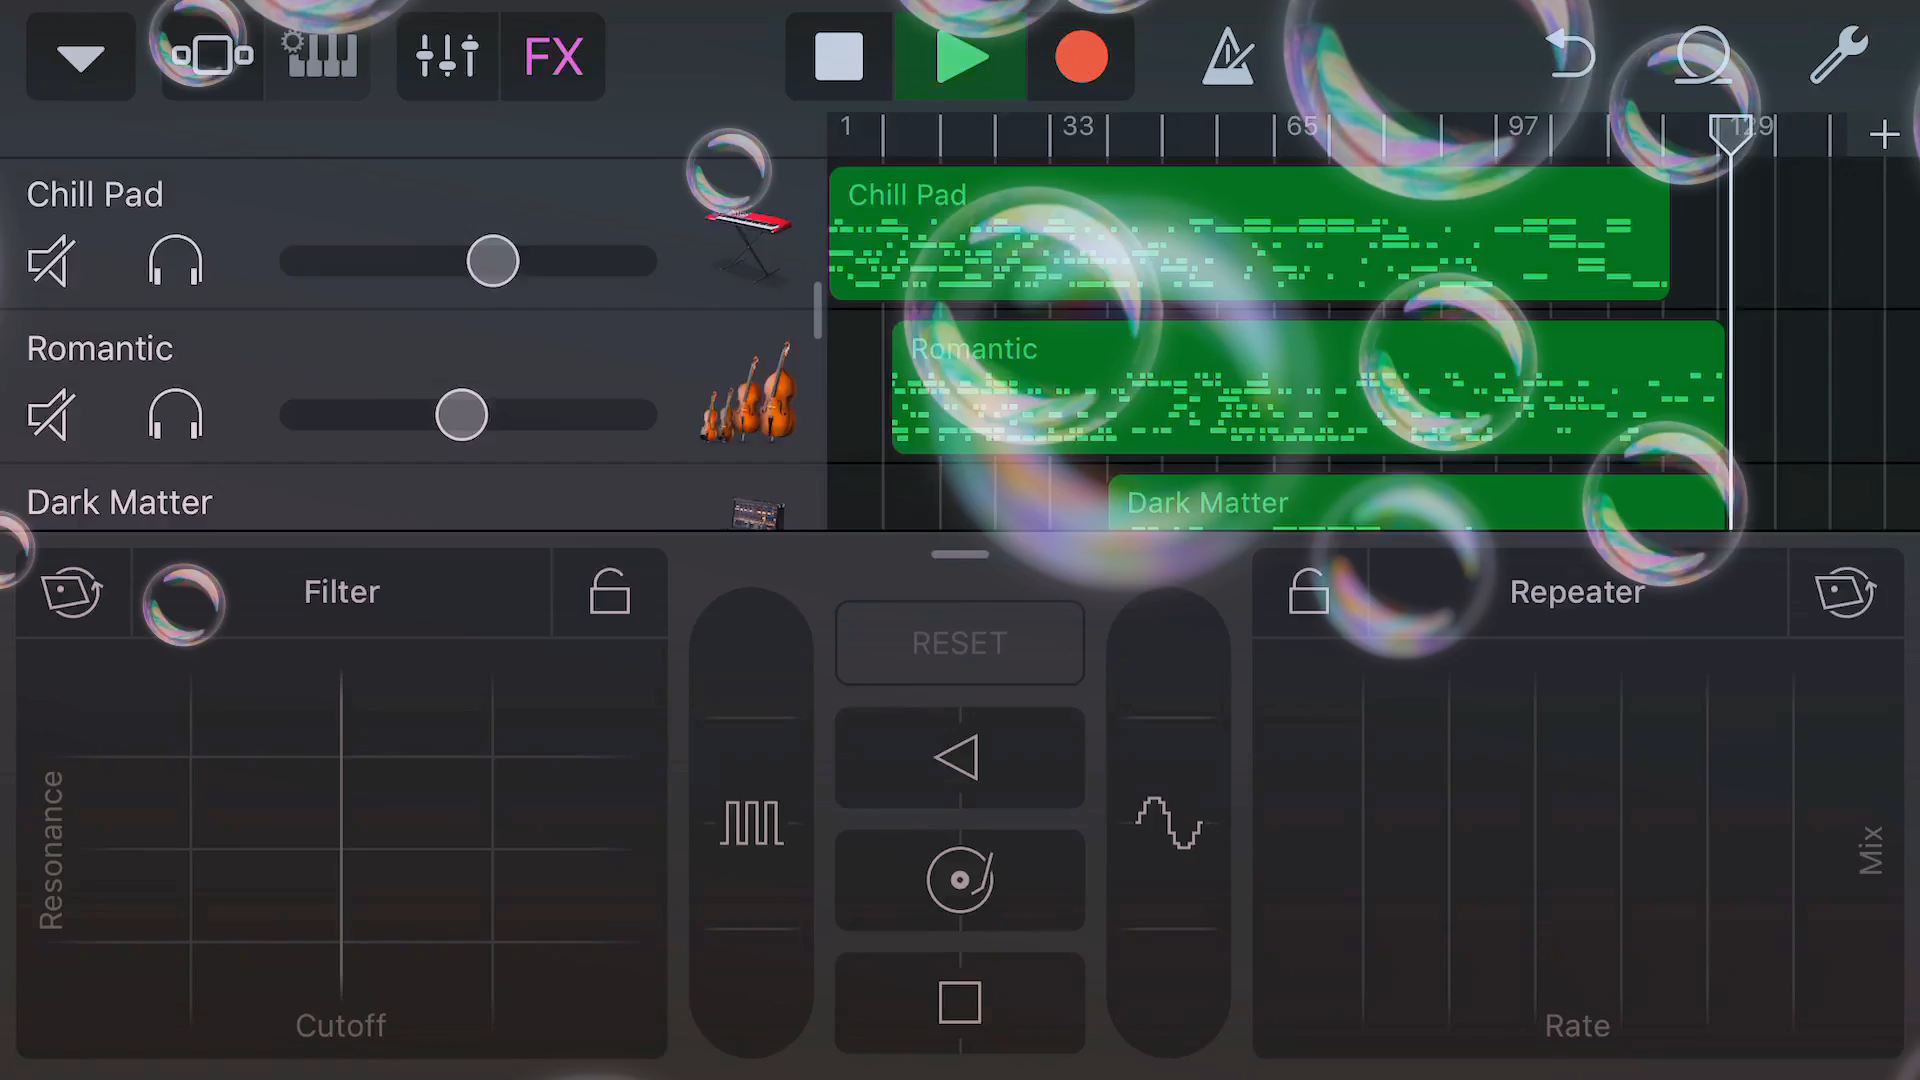 FX
1
33
65
97
129
Chill Pad
Chill Pad
Romantic
Romantic
Dark Matter
Dark Matter
Filter
Repeater
RESET
Resonance
Mix
Cutoff
Rate